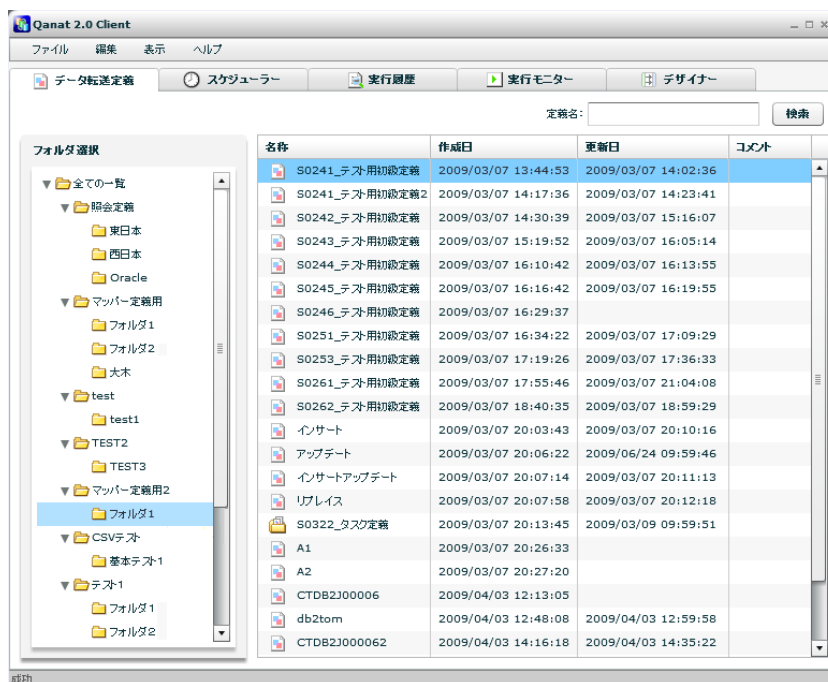 Qanat 2.0 Client
ファイル 編集 表示 ヘルプ
データ転送定義 スケジューラー 実行履歴 実行モニター デザイナー
定義名: 検索
フォルダ選択
全ての一覧
照会定義
東日本
西日本
Oracle
マッパー定義用
フォルダ1
フォルダ2
大木
test
test1
TEST2
TEST3
マッパー定義用2
フォルダ1
CSVテスト
基本テスト1
テスト1
フォルダ1
フォルダ2
名称 作成日 更新日 コメント
S0241_テスト用初級定義 2009/03/07 13:44:53 2009/03/07 14:02:36
S0241_テスト用初級定義2 2009/03/07 14:17:36 2009/03/07 14:23:41
S0242_テスト用初級定義 2009/03/07 14:30:39 2009/03/07 15:16:07
S0243_テスト用初級定義 2009/03/07 15:19:52 2009/03/07 16:05:14
S0244_テスト用初級定義 2009/03/07 16:10:42 2009/03/07 16:13:55
S0245_テスト用初級定義 2009/03/07 16:16:42 2009/03/07 16:19:55
S0246_テスト用初級定義 2009/03/07 16:29:37
S0251_テスト用初級定義 2009/03/07 16:34:22 2009/03/07 17:09:29
S0253_テスト用初級定義 2009/03/07 17:19:26 2009/03/07 17:36:33
S0261_テスト用初級定義 2009/03/07 17:55:46 2009/03/07 21:04:08
S0262_テスト用初級定義 2009/03/07 18:40:35 2009/03/07 18:59:29
インサート 2009/03/07 20:03:43 2009/03/07 20:10:16
アップデート 2009/03/07 20:06:22 2009/06/24 09:59:46
インサートアップデート 2009/03/07 20:07:14 2009/03/07 20:11:13
リプレイス 2009/03/07 20:07:58 2009/03/07 20:12:18
S0322_タスク定義 2009/03/07 20:13:45 2009/03/09 09:59:51
A1 2009/03/07 20:26:33
A2 2009/03/07 20:27:20
CTDB2J00006 2009/04/03 12:13:05
db2tom 2009/04/03 12:48:08 2009/04/03 12:59:58
CTDB2J000062 2009/04/03 14:16:18 2009/04/03 14:35:22
成功